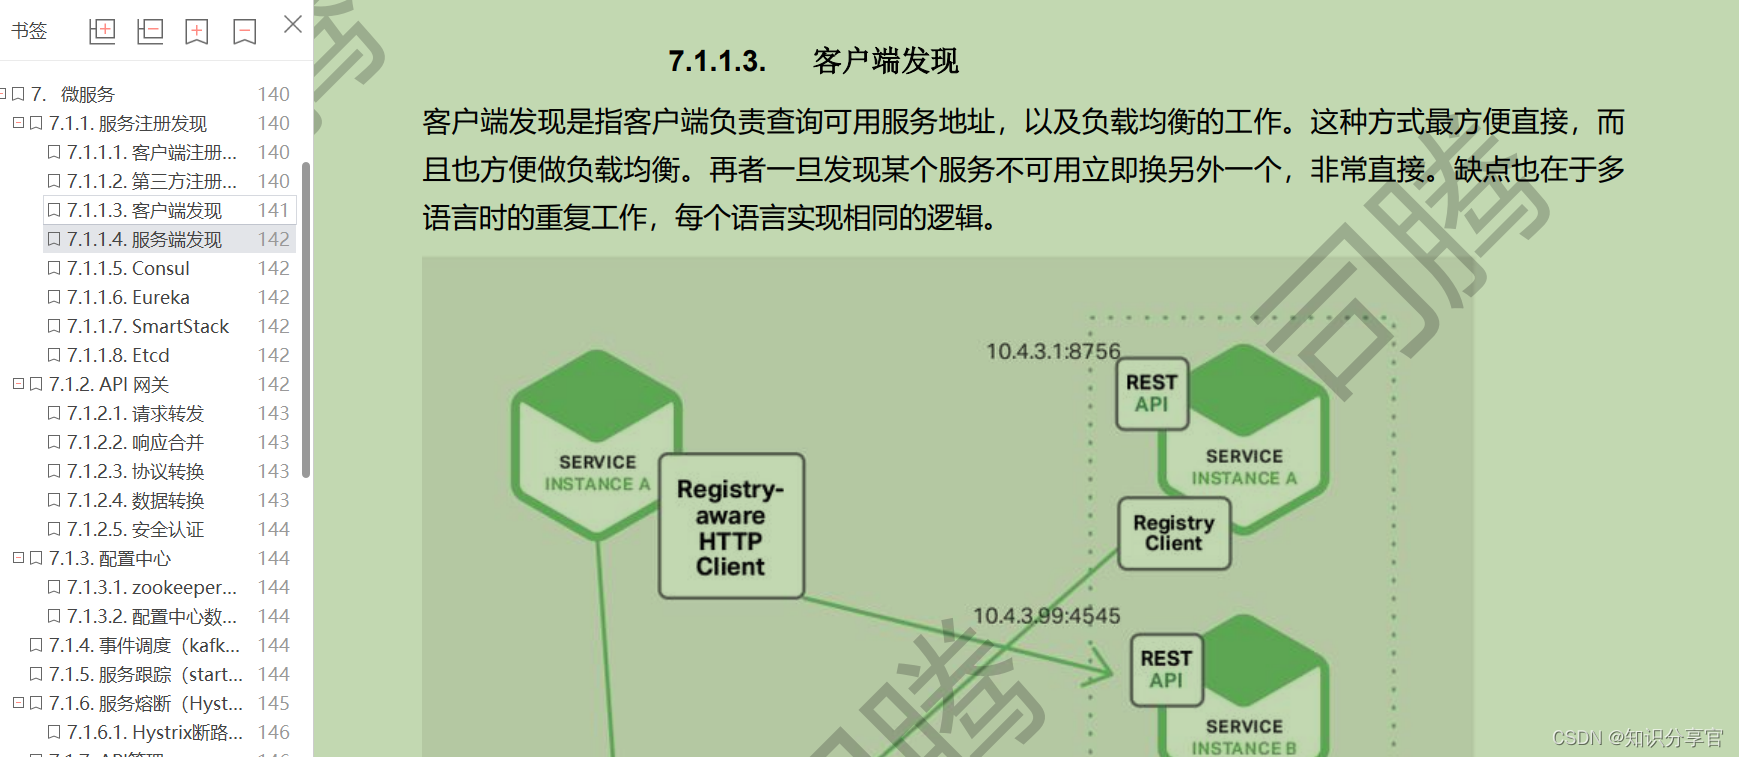 书签
7. 微服务 140
7.1.1. 服务注册发现 140
7.1.1.1. 客户端注册... 140
7.1.1.2. 第三方注册... 140
7.1.1.3. 客户端发现 141
7.1.1.4. 服务端发现 142
7.1.1.5. Consul 142
7.1.1.6. Eureka 142
7.1.1.7. SmartStack 142
7.1.1.8. Etcd 142
7.1.2. API 网关 142
7.1.2.1. 请求转发 143
7.1.2.2. 响应合并 143
7.1.2.3. 协议转换 143
7.1.2.4. 数据转换 143
7.1.2.5. 安全认证 144
7.1.3. 配置中心 144
7.1.3.1. zookeeper... 144
7.1.3.2. 配置中心数... 144
7.1.4. 事件调度（kafk... 144
7.1.5. 服务跟踪（start... 144
7.1.6. 服务熔断（Hyst... 145
7.1.6.1. Hystrix断路... 146
7.1.7. API管理 146
7.1.1.3. 客户端发现
客户端发现是指客户端负责查询可用服务地址，以及负载均衡的工作。这种方式最方便直接，而
且也方便做负载均衡。再者一旦发现某个服务不可用立即换另外一个，非常直接。缺点也在于多
语言时的重复工作，每个语言实现相同的逻辑。
SERVICE
INSTANCE A
Registry-
aware
HTTP
Client
10.4.3.1:8756
REST
API
SERVICE
INSTANCE A
Registry
Client
10.4.3.99:4545
REST
API
SERVICE
INSTANCE B
司腾
腾
CSDN @知识分享官